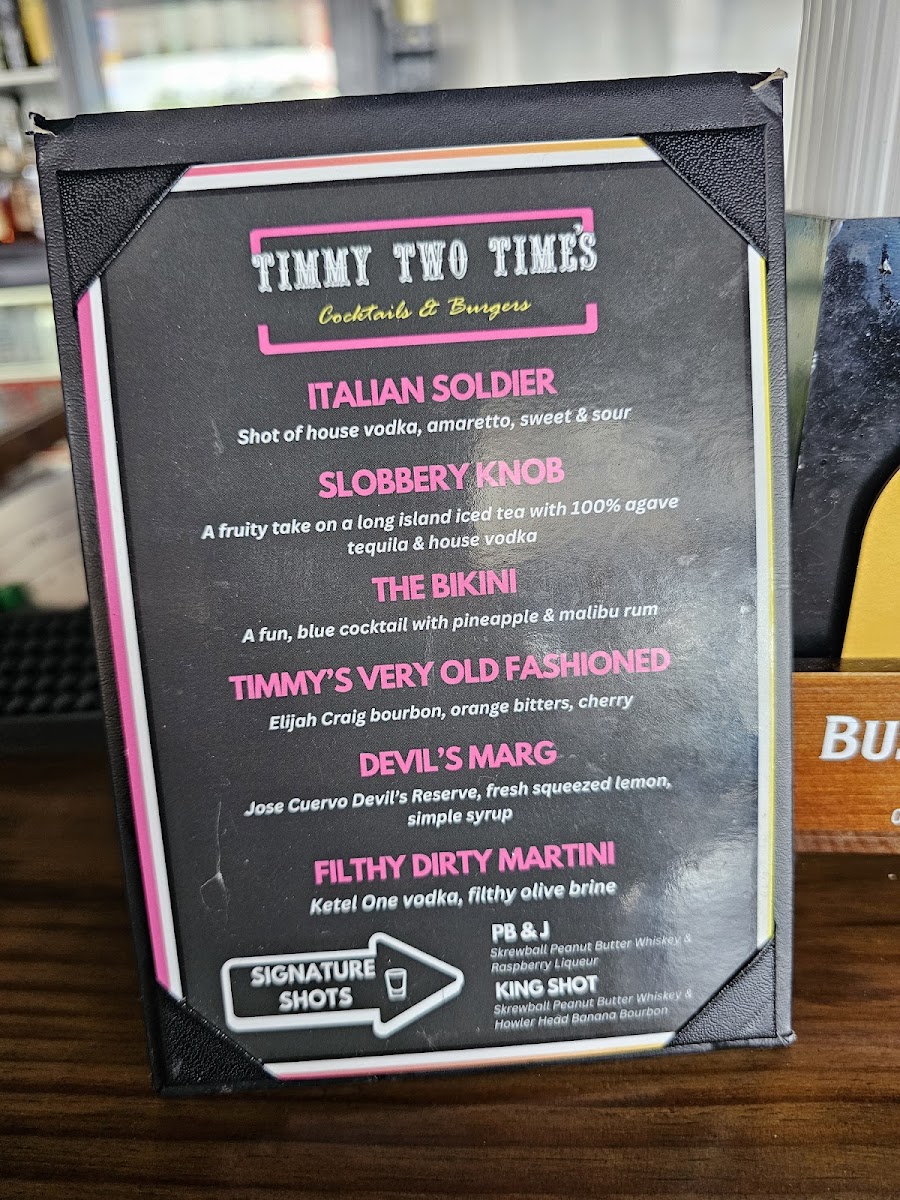 TIMMY TWO TIME'S
Cocktails & Burgers
ITALIAN SOLDIER
Shot of house vodka, amaretto, sweet & sour
SLOBBERY KNOB
A fruity take on a long island iced tea with 100% agave
tequila & house vodka
THE BIKINI
A fun, blue cocktail with pineapple & malibu rum
TIMMY'S VERY OLD FASHIONED
Elijah Craig bourbon, orange bitters, cherry
DEVIL'S MARG
Jose Cuervo Devil's Reserve, fresh squeezed lemon,
simple syrup
FILTHY DIRTY MARTINI
Ketel One vodka, filthy olive brine
SIGNATURE
SHOTS
PB & J
Skrewball Peanut Butter Whiskey &
Raspberry Liqueur
KING SHOT
Skrewball Peanut Butter Whiskey &
Howler Head Banana Bourbon